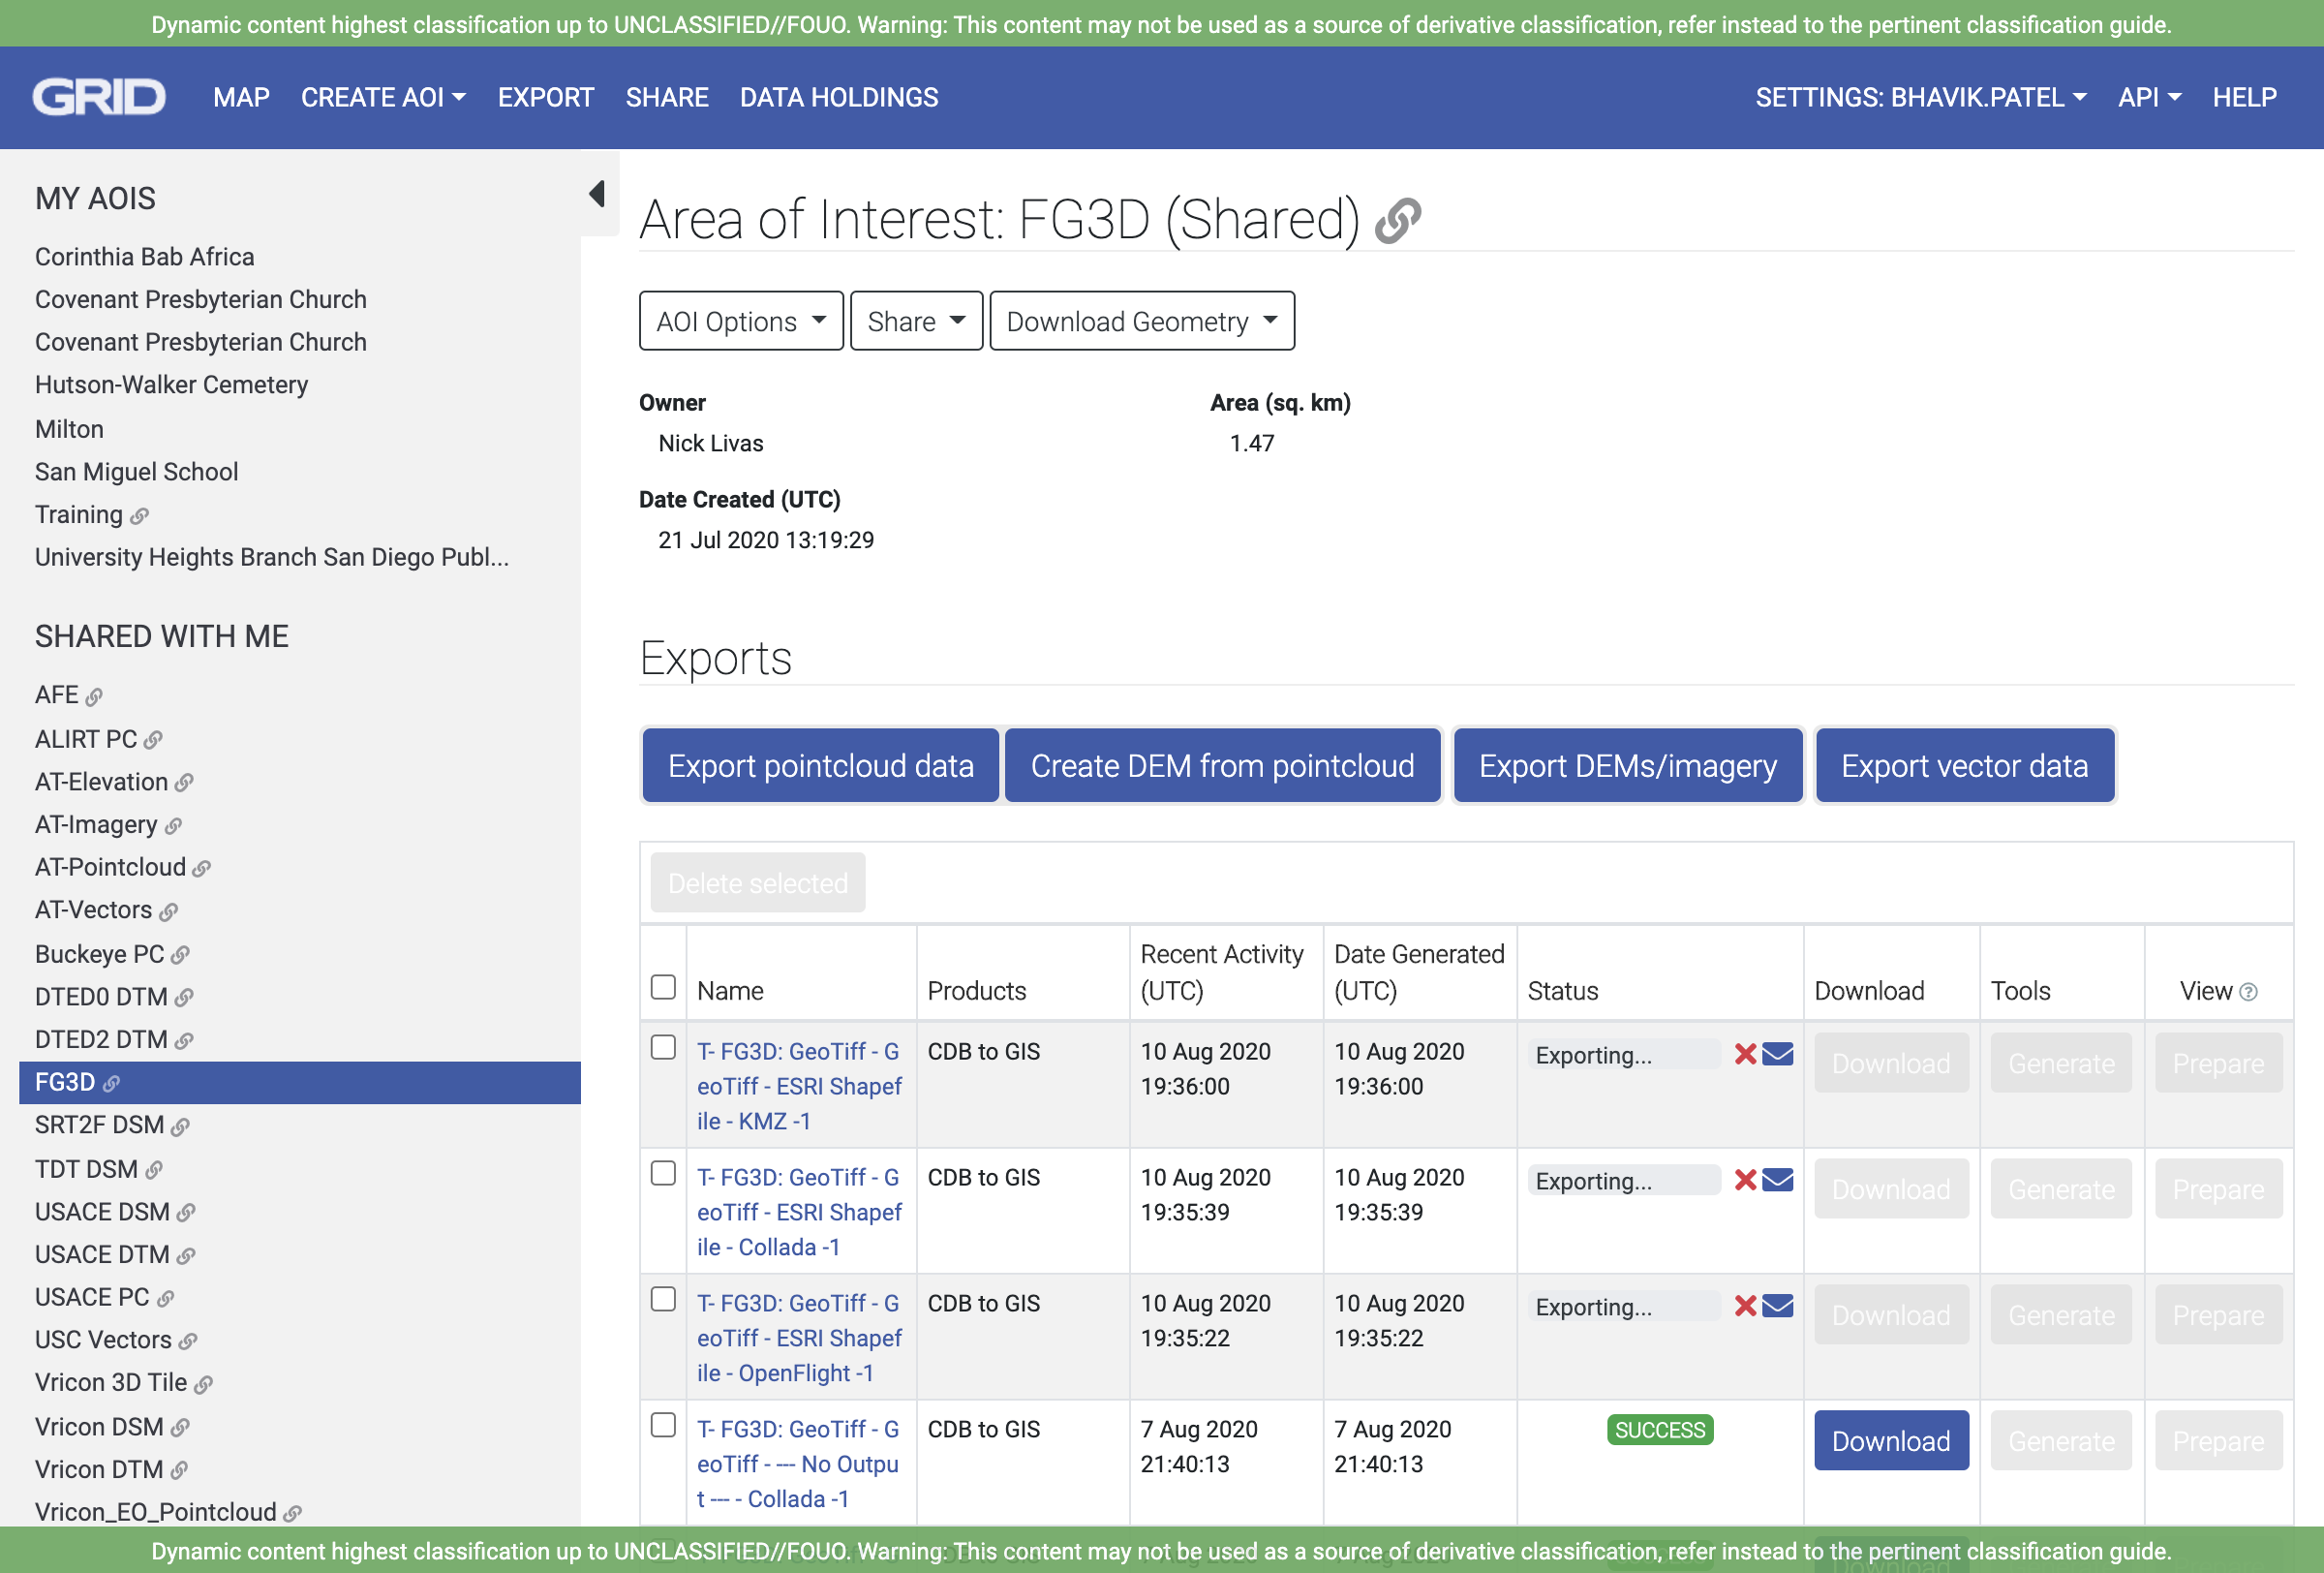 Dynamic content highest classification up to UNCLASSIFIED//FOUO. Warning: This content may not be used as a source of derivative classification, refer instead to the pertinent classification guide.
GRID MAP CREATE AOI EXPORT SHARE DATA HOLDINGS SETTINGS: BHAVIK.PATEL API HELP
MY AOIS
Corinthia Bab Africa
Covenant Presbyterian Church
Covenant Presbyterian Church
Hutson-Walker Cemetery
Milton
San Miguel School
Training
University Heights Branch San Diego Publ...
SHARED WITH ME
AFE
ALIRT PC
AT-Elevation
AT-Imagery
AT-Pointcloud
AT-Vectors
Buckeye PC
DTED0 DTM
DTED2 DTM
FG3D
SRT2F DSM
TDT DSM
USACE DSM
USACE DTM
USACE PC
USC Vectors
Vricon 3D Tile
Vricon DSM
Vricon DTM
Vricon_EO_Pointcloud
Area of Interest: FG3D (Shared)
AOI Options Share Download Geometry
Owner Area (sq. km)
Nick Livas 1.47
Date Created (UTC)
21 Jul 2020 13:19:29
Exports
Export pointcloud data Create DEM from pointcloud Export DEMs/imagery Export vector data
Delete selected
Recent Activity Date Generated
Name Products (UTC) (UTC) Status Download Tools View ?
T- FG3D: GeoTiff - G CDB to GIS 10 Aug 2020 10 Aug 2020 Exporting... Download Generate Prepare
eoTiff - ESRI Shapef 19:36:00 19:36:00
ile - KMZ -1
T- FG3D: GeoTiff - G CDB to GIS 10 Aug 2020 10 Aug 2020 Exporting... Download Generate Prepare
eoTiff - ESRI Shapef 19:35:39 19:35:39
ile - Collada -1
T- FG3D: GeoTiff - G CDB to GIS 10 Aug 2020 10 Aug 2020 Exporting... Download Generate Prepare
eoTiff - ESRI Shapef 19:35:22 19:35:22
ile - OpenFlight -1
T- FG3D: GeoTiff - G CDB to GIS 7 Aug 2020 7 Aug 2020 SUCCESS Download Generate Prepare
eoTiff - --- No Outpu 21:40:13 21:40:13
t --- - Collada -1
Dynamic content highest classification up to UNCLASSIFIED//FOUO. Warning: This content may not be used as a source of derivative classification, refer instead to the pertinent classification guide.